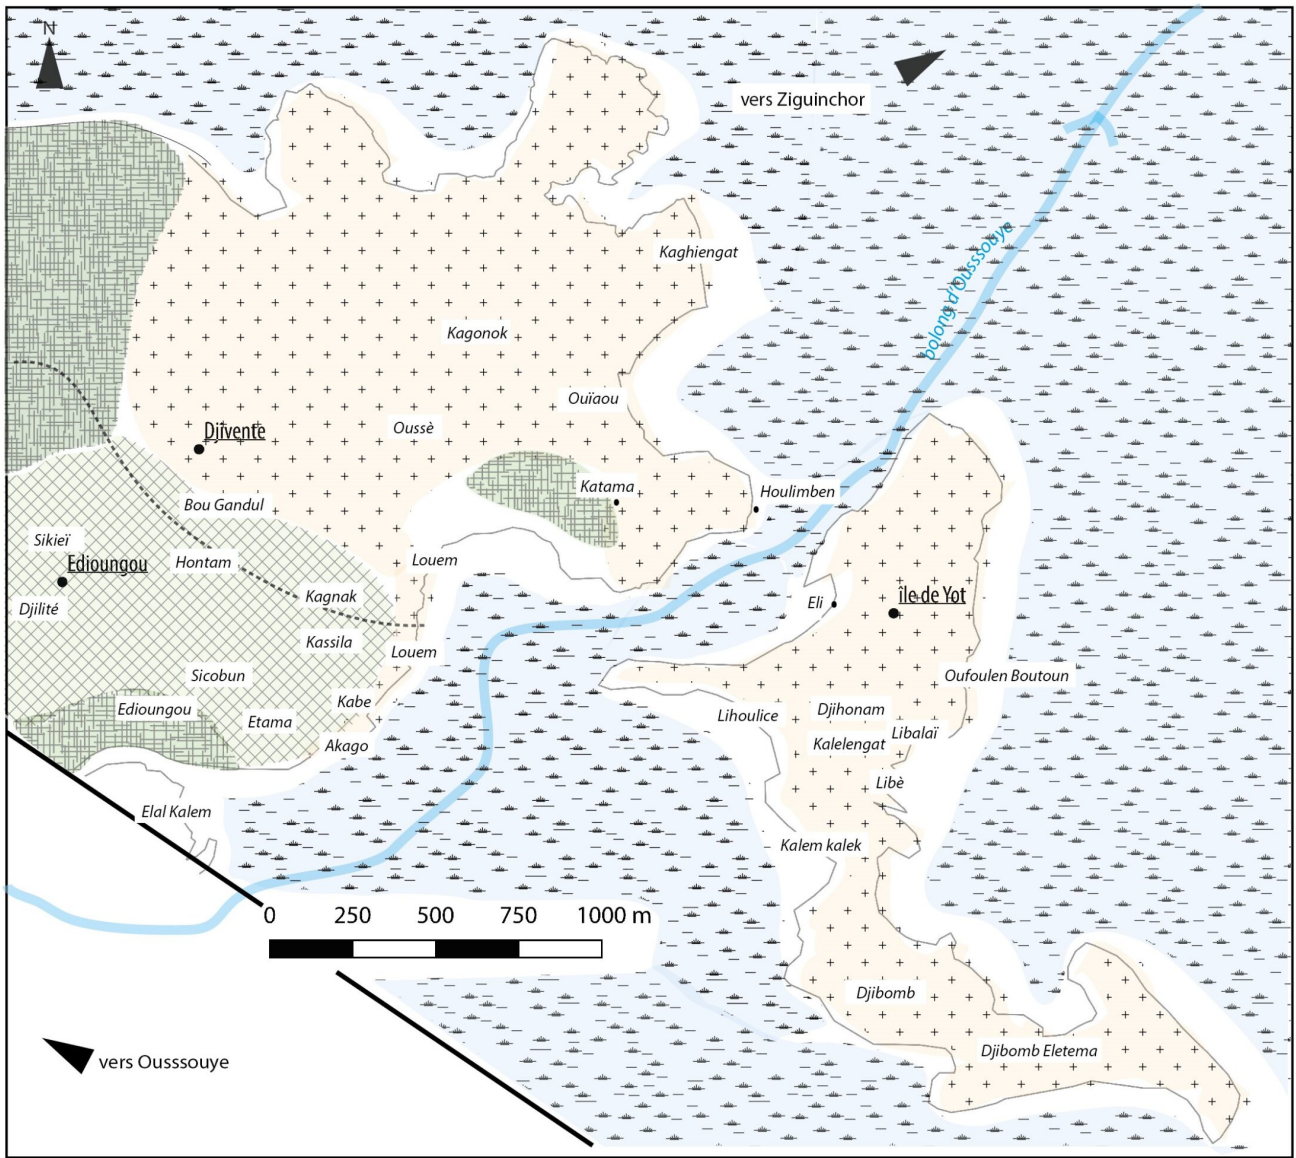 N
vers Ziguinchor
bolong d'Ousssouye
Kaghiengat
Kagonok
Ouïaou
Oussè
Djivente
Katama
Houlimben
Bou Gandul
Sikieï
Edioungou
Hontam
Louem
Djilité
Kagnak
Eli
île de Yot
Kassila
Louem
Sicobun
Oufoulen Boutoun
Edioungou
Etama
Kabe
Lihoulice
Djihonam
Akago
Kalelengat
Libalaï
Libè
Elal Kalem
Kalem kalek
0 250 500 750 1000 m
Djibomb
Djibomb Eletema
vers Ousssouye